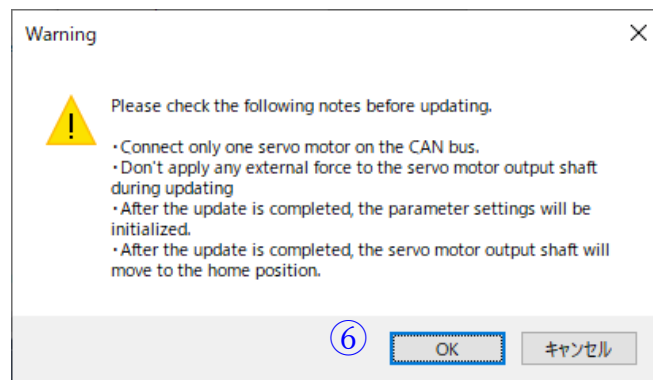 Warning
Please check the following notes before updating.
・Connect only one servo motor on the CAN bus.
・Don't apply any external force to the servo motor output shaft
during updating
・After the update is completed, the parameter settings will be
initialized.
・After the update is completed, the servo motor output shaft will
move to the home position.
⑥ OK キャンセル